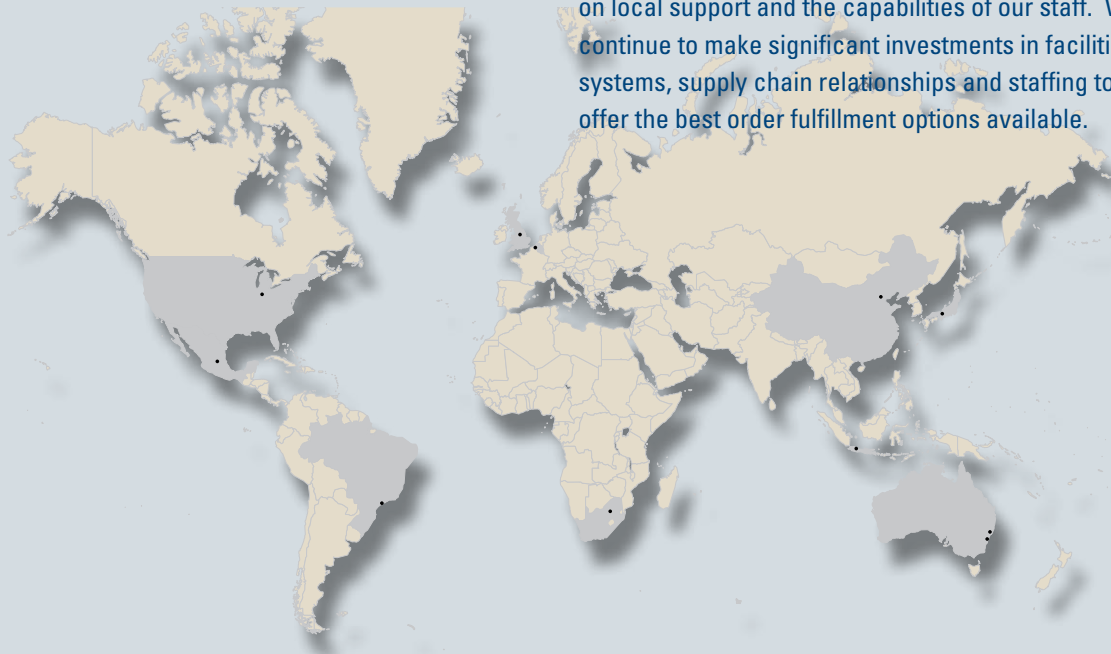 on local support and the capabilities of our staff.
continue to make significant investments in
systems, supply chain relationships and staffing to
offer the best order fulfillment options available.